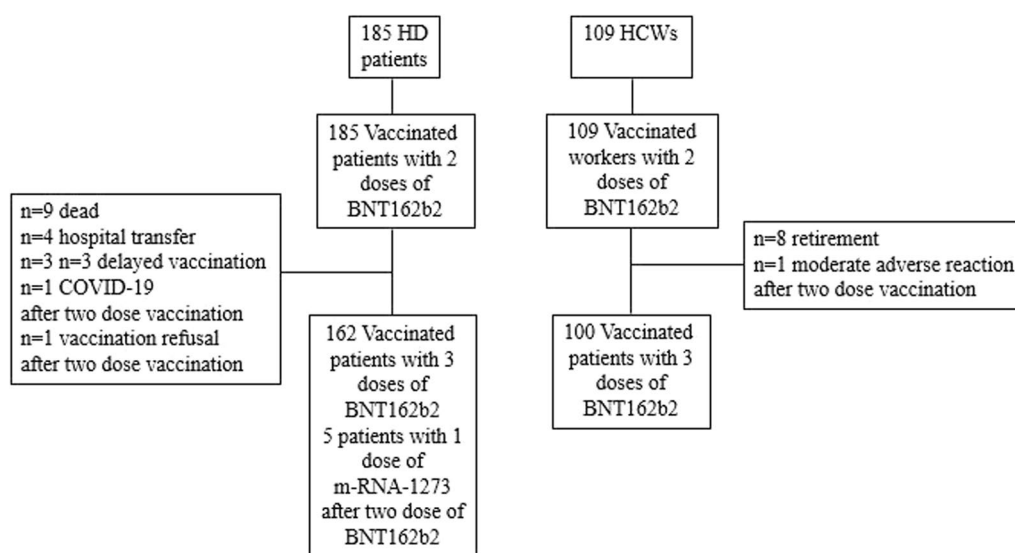 185 HD
patients
109 HCWs
185 Vaccinated
patients with 2
doses of
BNT162b2
109 Vaccinated
workers with 2
doses of
BNT162b2
n=9 dead
n=4 hospital transfer
n=3 n=3 delayed vaccination
n=1 COVID-19
after two dose vaccination
n=1 vaccination refusal
after two dose vaccination
n=8 retirement
n=1 moderate adverse reaction
after two dose vaccination
162 Vaccinated
patients with 3
doses of
BNT162b2
5 patients with 1
dose of
m-RNA-1273
after two dose of
BNT162b2
100 Vaccinated
patients with 3
doses of
BNT162b2